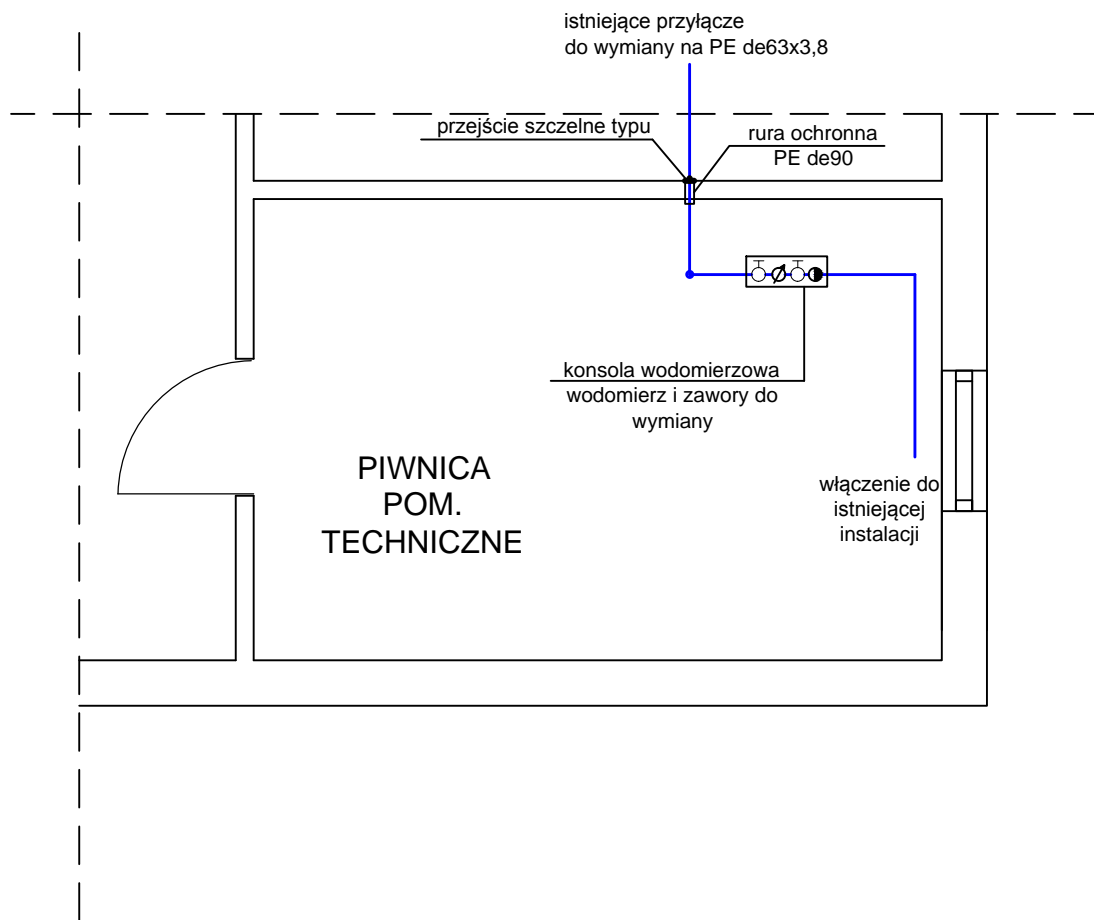 istniejące przyłącze
do wymiany na PE de63x3,8
przejście szczelne typu
rura ochronna
PE de90
konsola wodomierzowa
wodomierz i zawory do
wymiany
PIWNICA
POM.
TECHNICZNE
włączenie do
istniejącej
instalacji